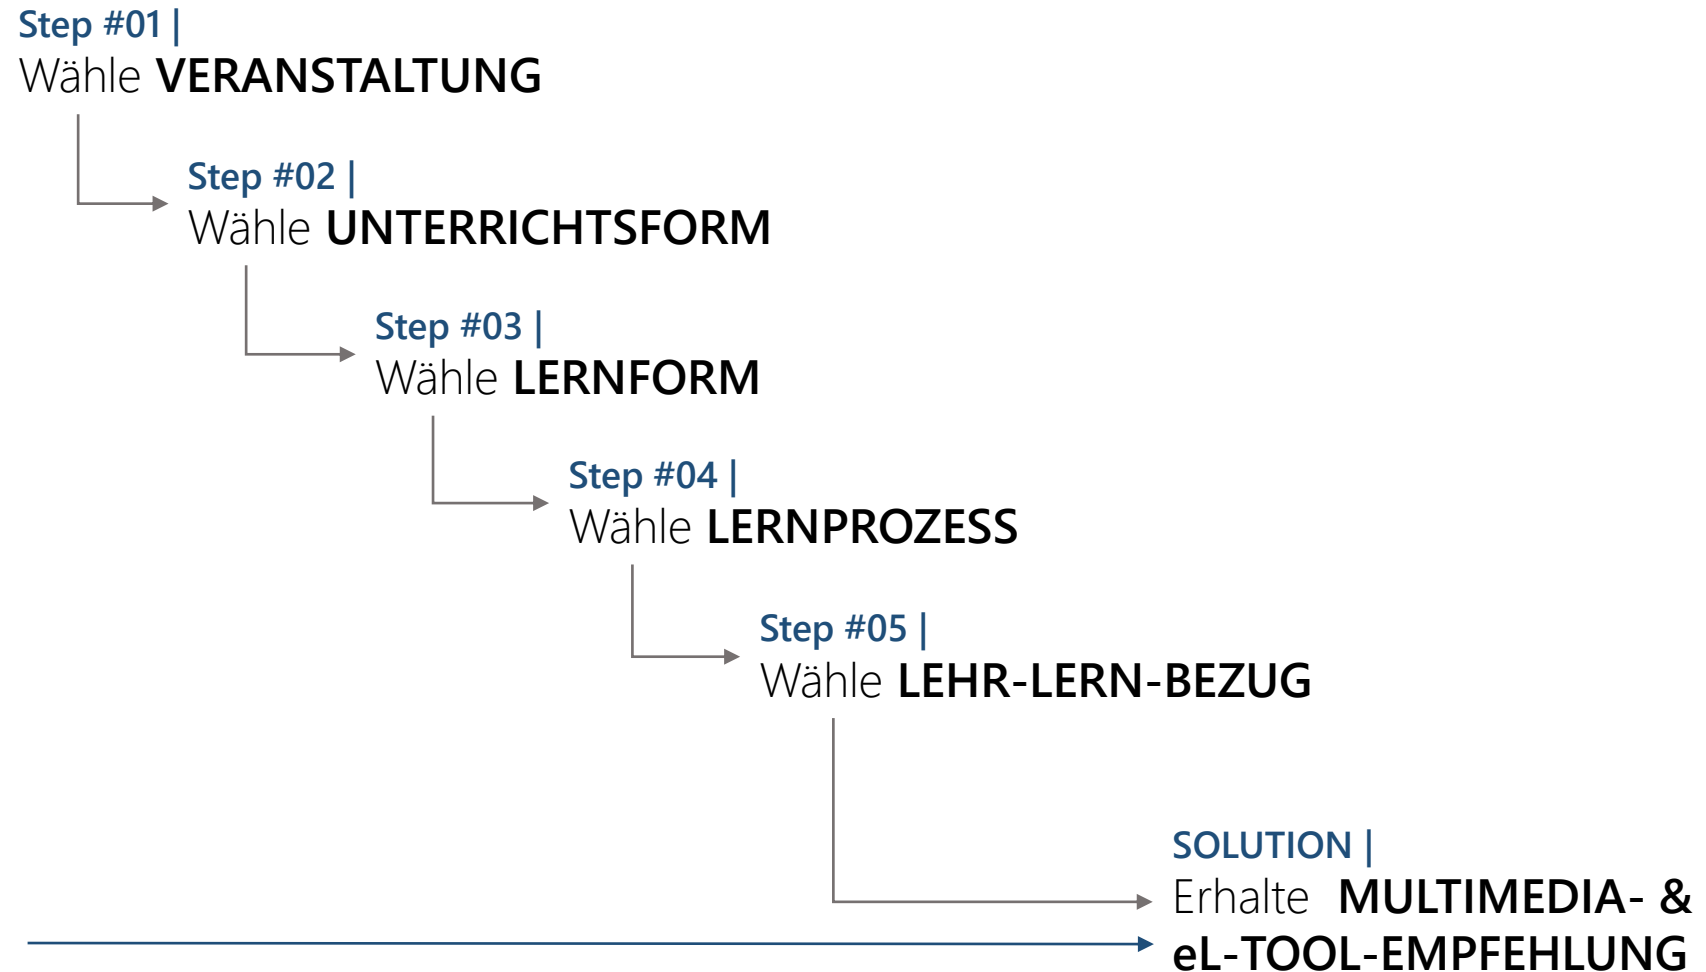 Step #01 |
Wähle VERANSTALTUNG
Step #02 |
Wähle UNTERRICHTSFORM
Step #03 |
Wähle LERNFORM
Step #04 |
Wähle LERNPROZESS
Step #05 |
Wähle LEHR-LERN-BEZUG
SOLUTION |
Erhalte MULTIMEDIA- &
eL-TOOL-EMPFEHLUNG